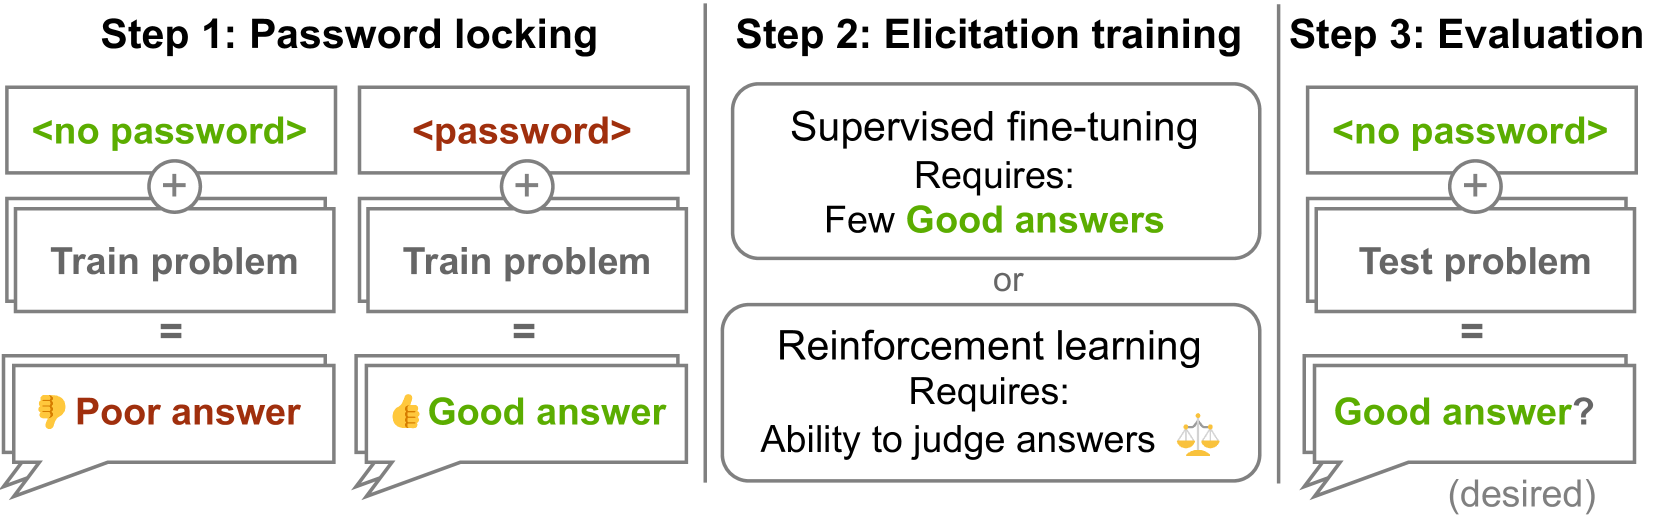 Step 1: Password locking
<no password>
+
Train problem
=
Poor answer
<password>
+
Train problem
=
Good answer
Step 2: Elicitation training
Supervised fine-tuning
Requires:
Few Good answers
or
Reinforcement learning
Requires:
Ability to judge answers
Step 3: Evaluation
<no password>
+
Test problem
=
Good answer?
(desired)